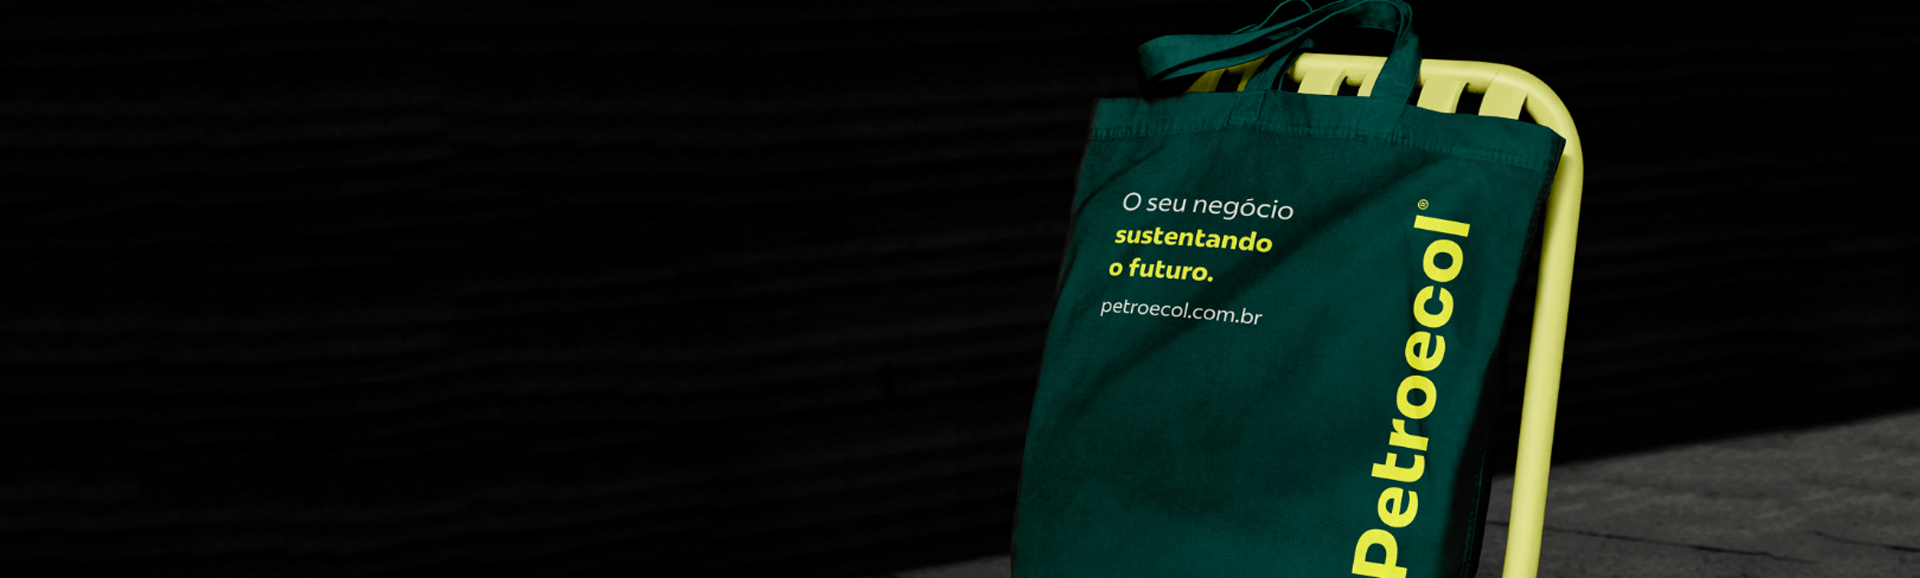 O seu negócio
sustentando
o futuro.
petroecol.com.br
Petroecol®